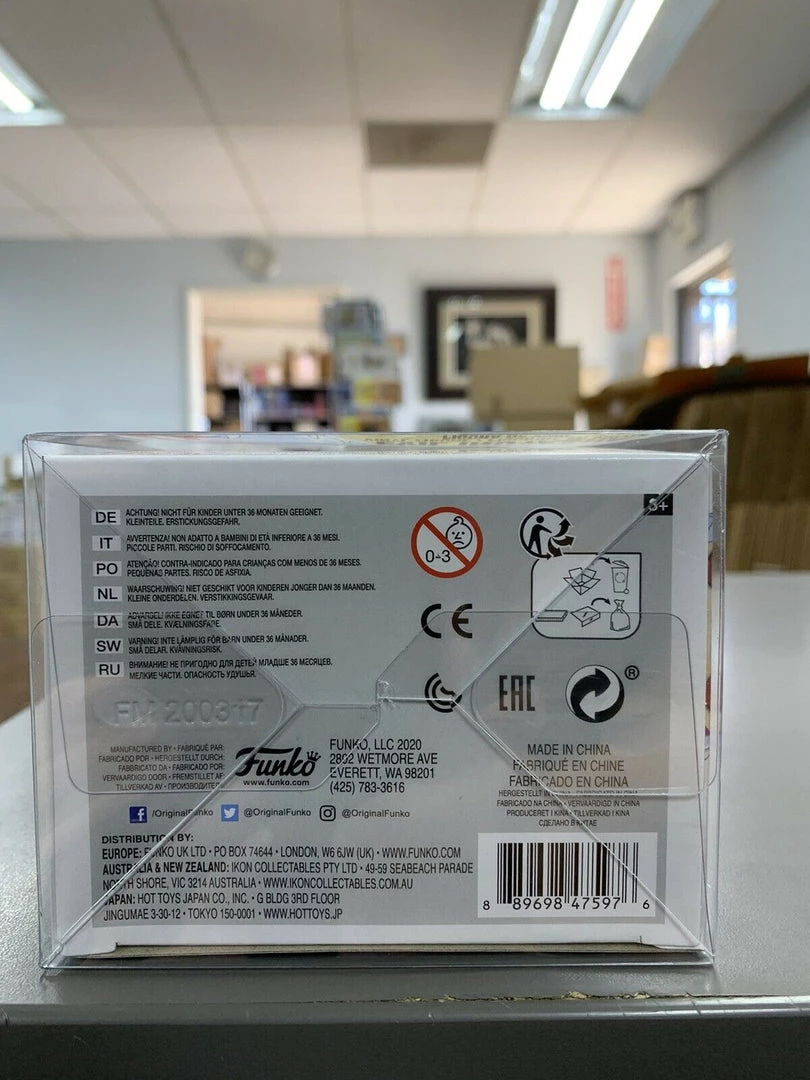 DE ACHTUNG! NICHT FÜR KINDER UNTER 36 MONATEN GEEIGNET.
KLEINTEILE. ERSTICKUNGSGEFAHR.
IT AVVERTENZA! NON ADATTO A BAMBINI DI ETÀ INFERIORE A 36 MESI.
PICCOLE PARTI. RISCHIO DI SOFFOCAMENTO.
PO ATENÇÃO! CONTRA-INDICADO PARA CRIANÇAS COM MENOS DE 36 MESES.
PEQUENAS PARTES. RISCO DE ASFIXIA.
NL WAARSCHUWING! NIET GESCHIKT VOOR KINDEREN JONGER DAN 36 MAANDEN.
KLEINE ONDERDELEN. VERSTIKKINGSGEVAAR.
DA ADVARSEL! IKKE EGNET TIL BØRN UNDER 36 MÅNEDER.
SMÅ DELE. KVÆLNINGSFARE.
SW VARNING! INTE LÄMPLIG FÖR BARN UNDER 36 MÅNADER.
SMÅ DELAR. KVÄVNINGSRISK.
RU ВНИМАНИЕ! НЕ ПРИГОДНО ДЛЯ ДЕТЕЙ МЛАДШЕ 36 МЕСЯЦЕВ.
МЕЛКИЕ ЧАСТИ. ОПАСНОСТЬ УДУШЬЯ.
0-3
3+
CE
EAC
®
FM 200317
MANUFACTURED BY • FABRIQUÉ PAR:
FABRICADO POR • HERGESTELLT DURCH:
FABBRICATO DA • FABRICADO POR:
VERVAARDIGD DOOR • FREMSTILLET AF:
TILLVERKAD AV • ПРОИЗВОДИТЕЛЬ:
Funko
www.funko.com
FUNKO, LLC 2020
2802 WETMORE AVE
EVERETT, WA 98201
(425) 783-3616
MADE IN CHINA
FABRIQUÉ EN CHINE
FABRICADO EN CHINA
HERGESTELLT IN CHINA • FABBRICATO IN CINA
FABRICADO NA CHINA • VERVAARDIGD IN CHINA
PRODUCERET I KINA • TILLVERKAD I KINA
СДЕЛАНО В КИТАЕ
/OriginalFunko @OriginalFunko @OriginalFunko
DISTRIBUTION BY:
EUROPE: FUNKO UK LTD • PO BOX 74644 • LONDON, W6 6JW (UK) • WWW.FUNKO.COM
AUSTRALIA & NEW ZEALAND: IKON COLLECTABLES PTY LTD • 49-59 SEABEACH PARADE
NORTH SHORE, VIC 3214 AUSTRALIA • WWW.IKONCOLLECTABLES.COM.AU
JAPAN: HOT TOYS JAPAN CO., INC. • G BLDG 3RD FLOOR
JINGUMAE 3-30-12 • TOKYO 150-0001 • WWW.HOTTOYS.JP
8 89698 47597 6